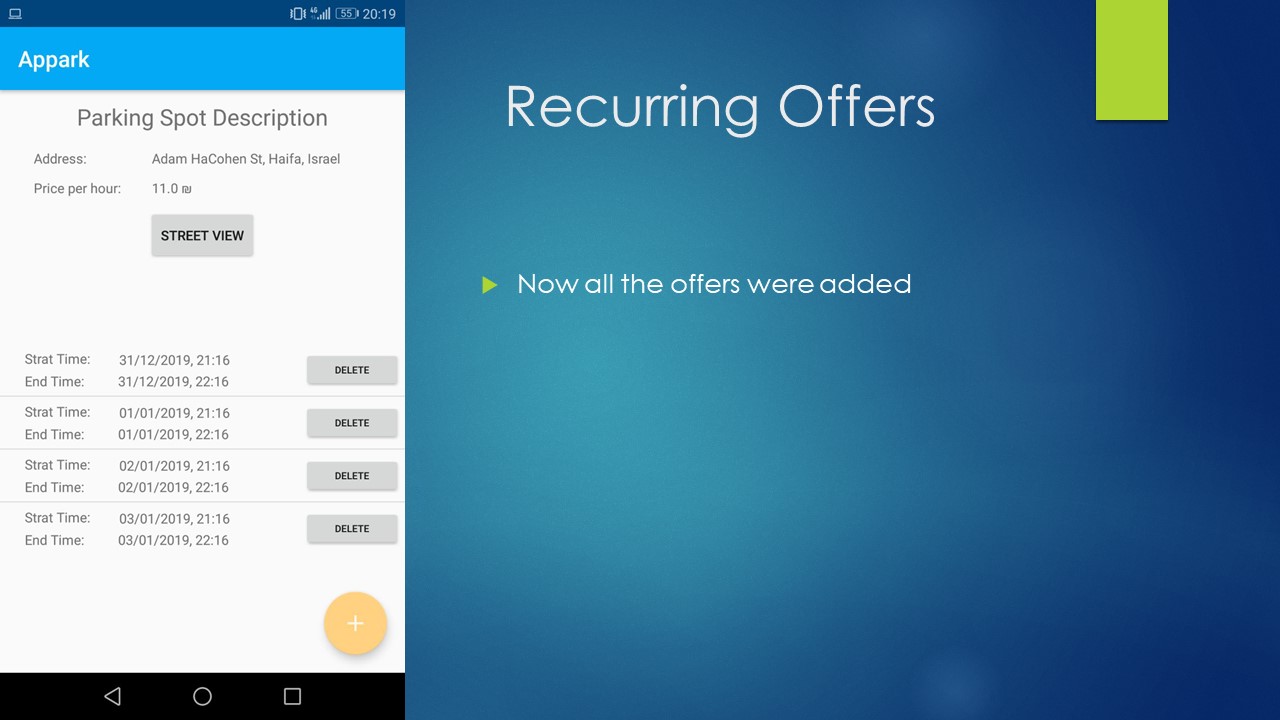 4G 55 20:19
Appark
Parking Spot Description
Address: Adam HaCohen St, Haifa, Israel
Price per hour: 11.0 ₪
STREET VIEW
Strat Time: 31/12/2019, 21:16
End Time: 31/12/2019, 22:16
DELETE
Strat Time: 01/01/2019, 21:16
End Time: 01/01/2019, 22:16
DELETE
Strat Time: 02/01/2019, 21:16
End Time: 02/01/2019, 22:16
DELETE
Strat Time: 03/01/2019, 21:16
End Time: 03/01/2019, 22:16
DELETE
+
Recurring Offers
Now all the offers were added